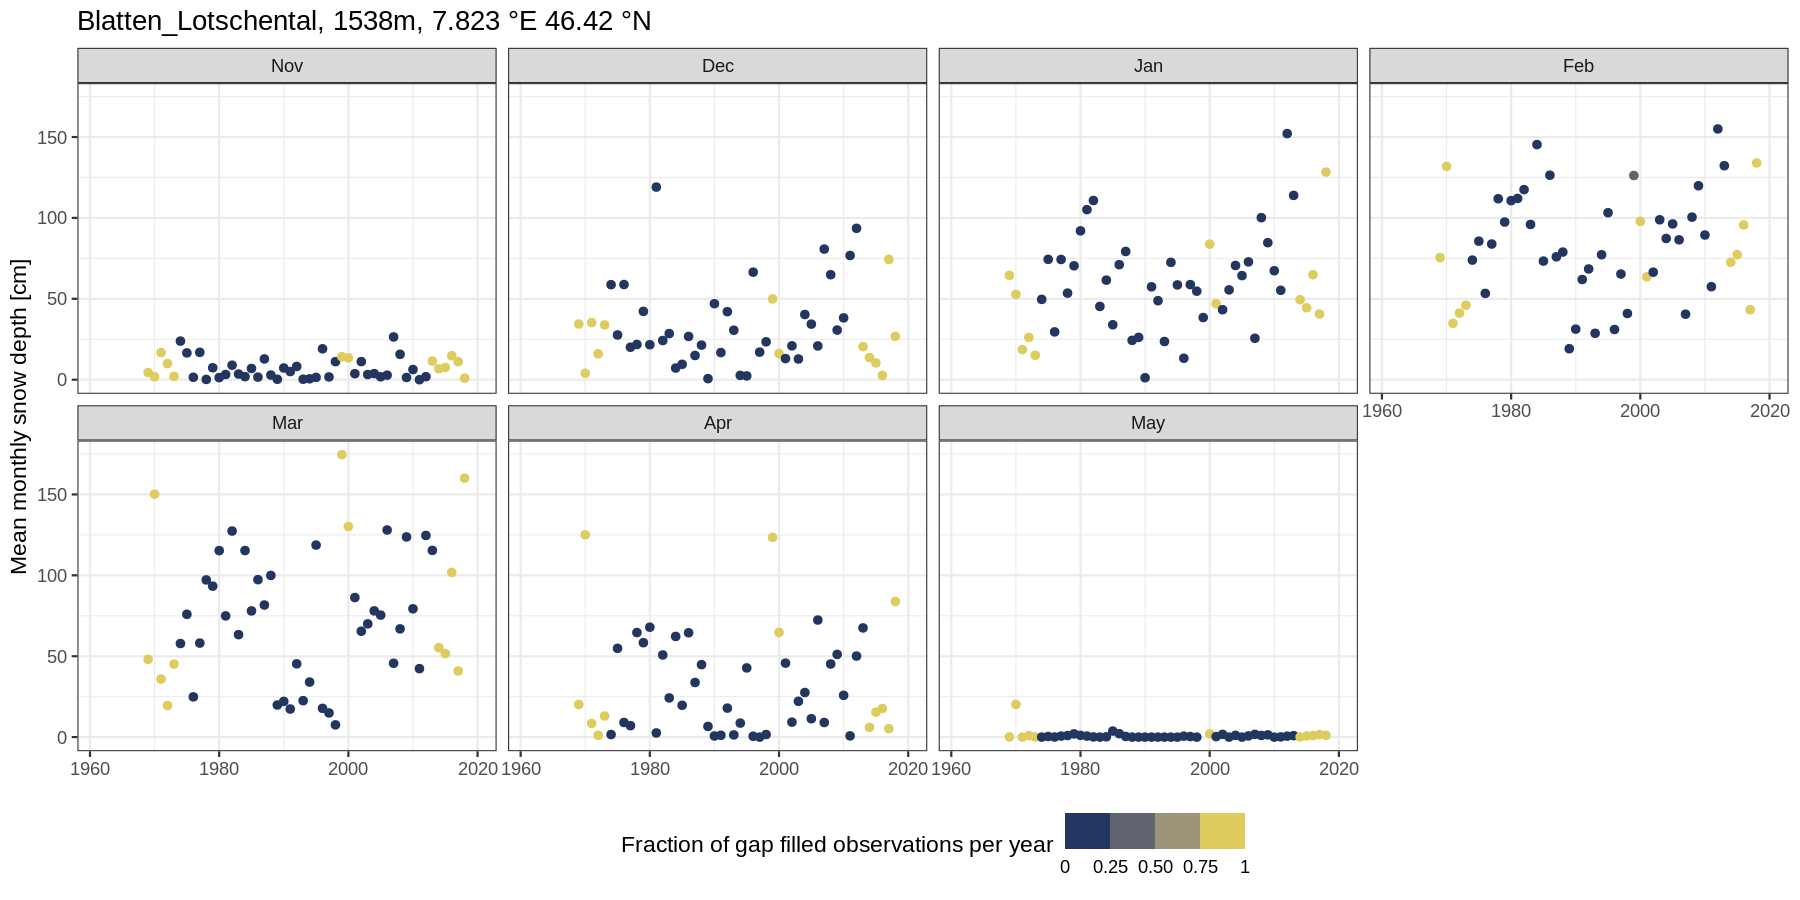 Blatten_Lotschental, 1538m, 7.823 °E 46.42 °N
Nov Dec Jan Feb
150
100
50
0
1960 1980 2000 2020
Mar Apr May
150
100
50
0
1960 1980 2000 2020 1960 1980 2000 2020 1960 1980 2000 2020
Mean monthly snow depth [cm]
Fraction of gap filled observations per year
0 0.25 0.50 0.75 1